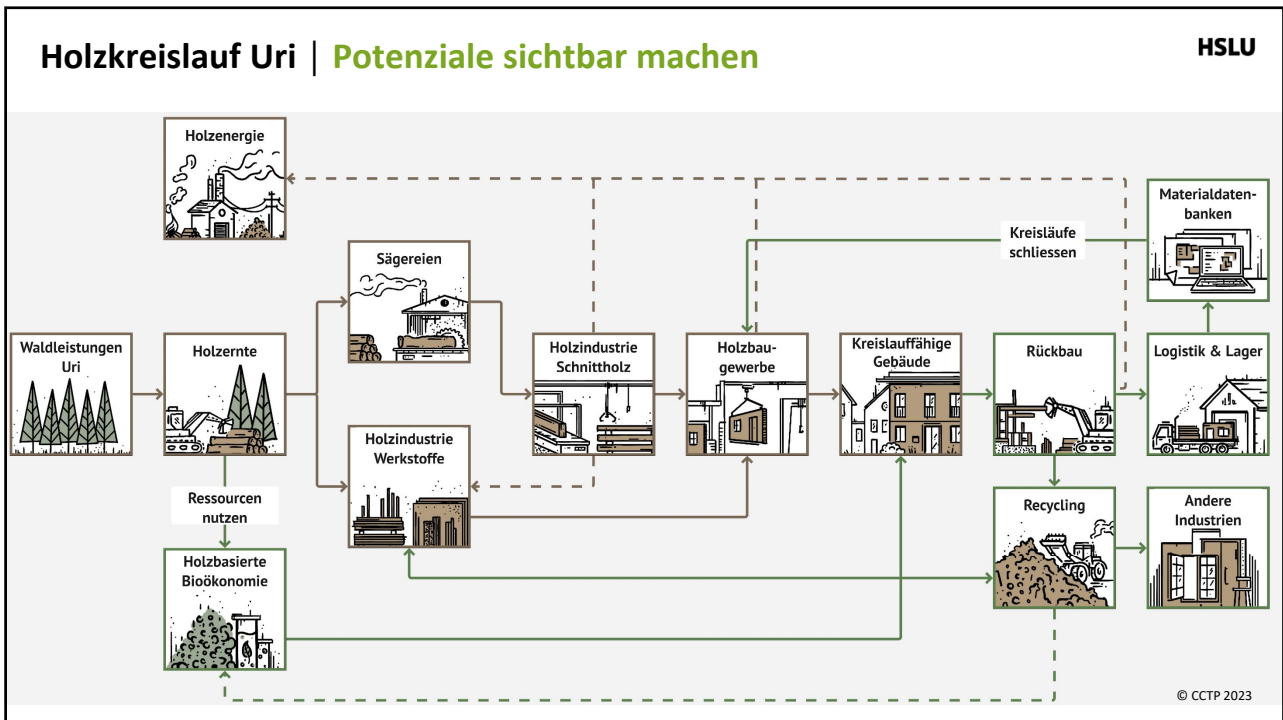 Holzkreislauf Uri | Potenziale sichtbar machen
HSLU
Holzenergie
Materialdaten-
banken
Kreisläufe
schliessen
Sägereien
Waldleistungen
Uri
Holzernte
Holzindustrie
Schnittholz
Holzbau-
gewerbe
Kreislauffähige
Gebäude
Rückbau
Logistik & Lager
Holzindustrie
Werkstoffe
Ressourcen
nutzen
Recycling
Andere
Industrien
Holzbasierte
Bioökonomie
© CCTP 2023